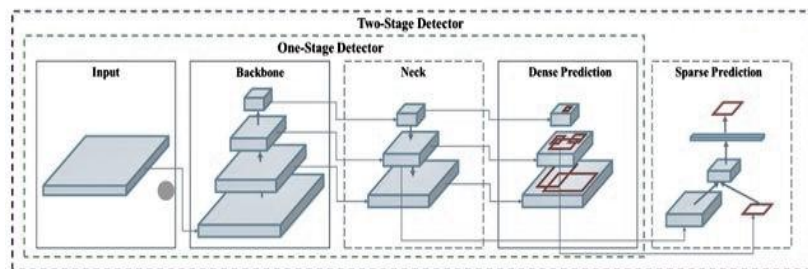 Two-Stage Detector
One-Stage Detector
Input
Backbone
Neck
Dense Prediction
Sparse Prediction